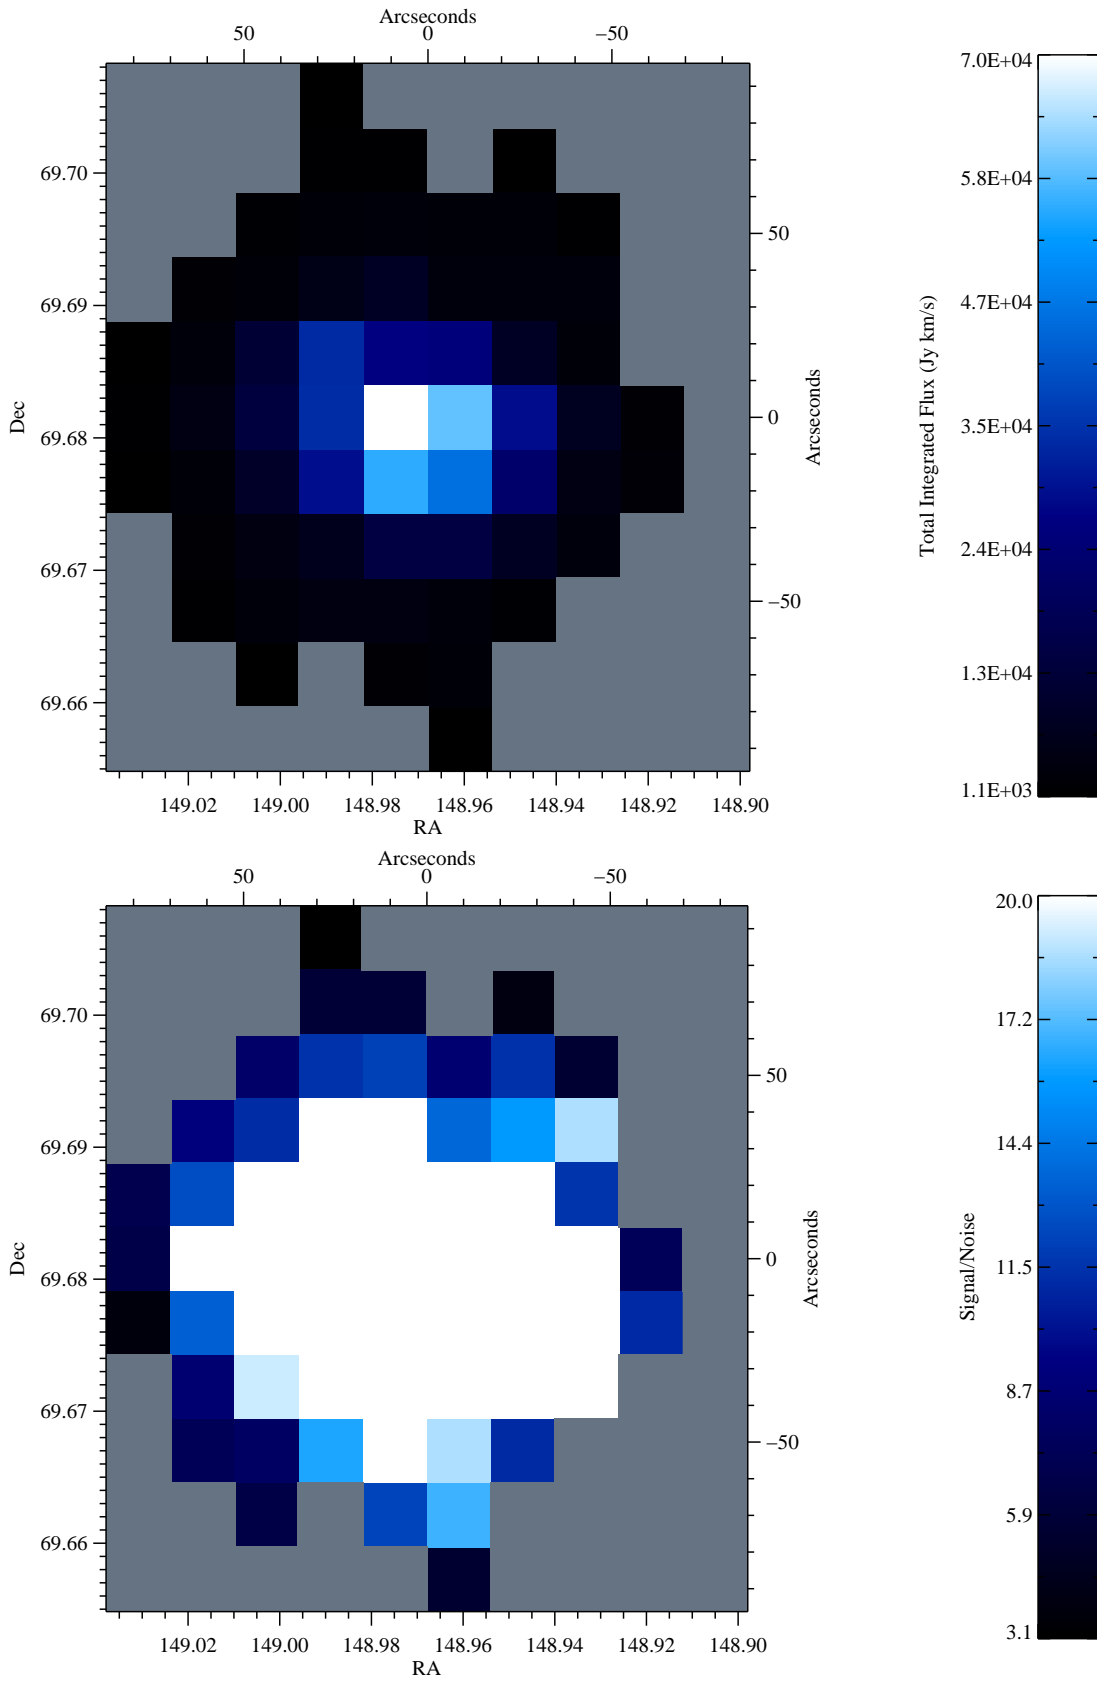 Arcseconds
50 0 −50
69.70
69.69
69.68
69.67
69.66
Dec
50
0
−50
Arcseconds
149.02 149.00 148.98 148.96 148.94 148.92 148.90
RA
7.0E+04
5.8E+04
4.7E+04
3.5E+04
2.4E+04
1.3E+04
1.1E+03
Total Integrated Flux (Jy km/s)
Arcseconds
50 0 −50
69.70
69.69
69.68
69.67
69.66
Dec
50
0
−50
Arcseconds
149.02 149.00 148.98 148.96 148.94 148.92 148.90
RA
20.0
17.2
14.4
11.5
8.7
5.9
3.1
Signal/Noise